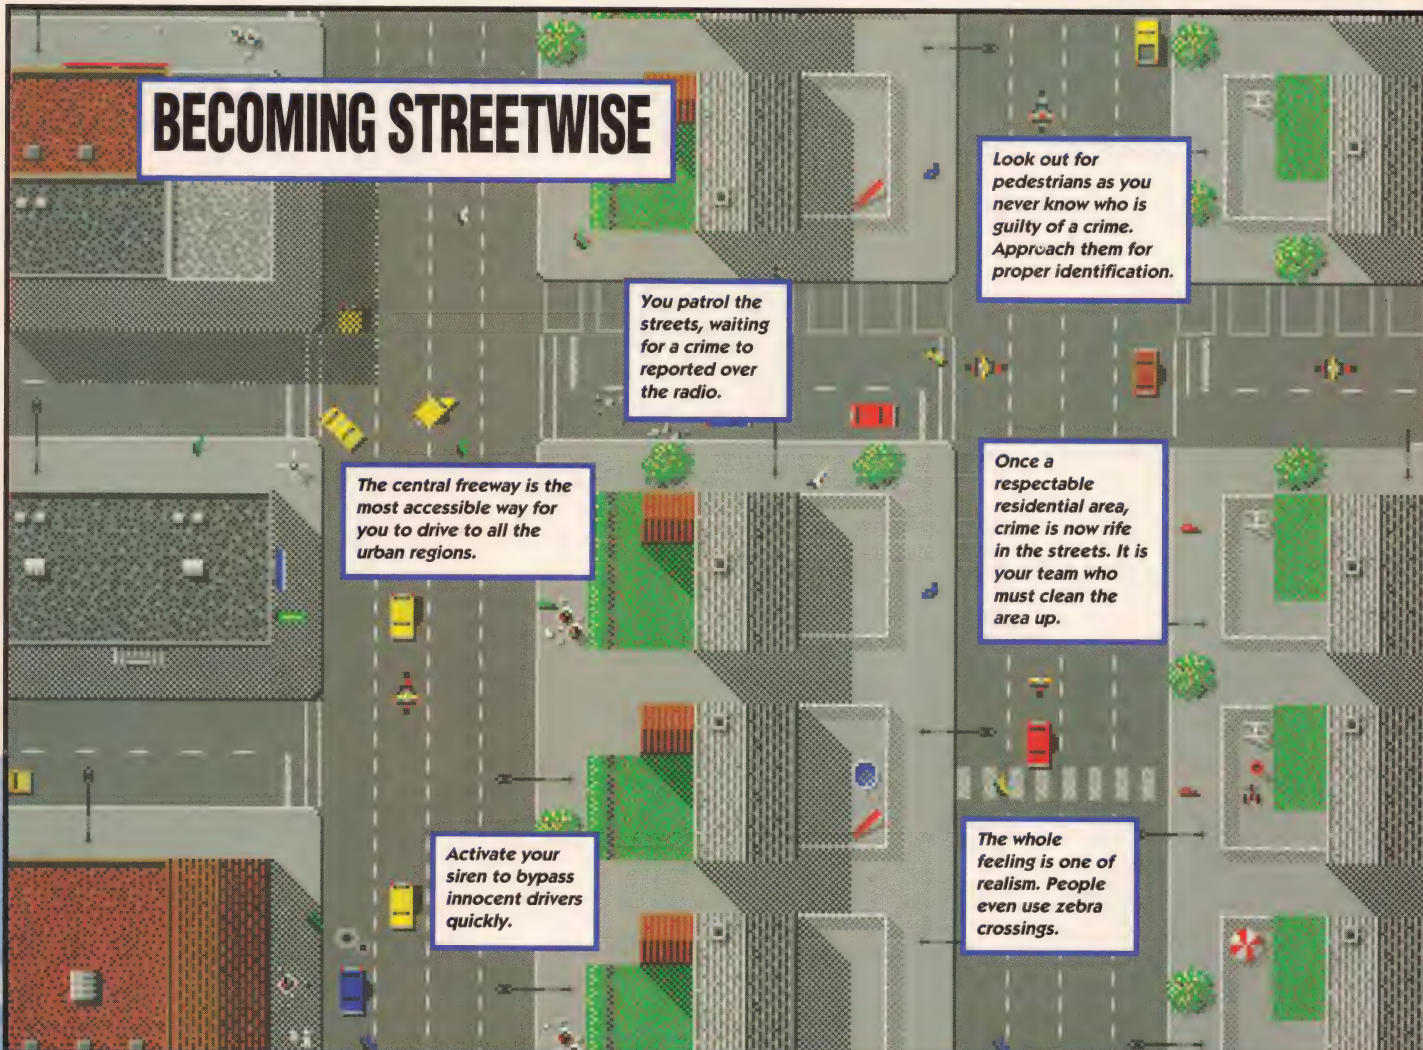 BECOMING STREETWISE
Look out for
pedestrians as you
never know who is
guilty of a crime.
Approach them for
proper identification.
You patrol the
streets, waiting
for a crime to
reported over
the radio.
The central freeway is the
most accessible way for
you to drive to all the
urban regions.
Once a
respectable
residential area,
crime is now rife
in the streets. It is
your team who
must clean the
area up.
Activate your
siren to bypass
innocent drivers
quickly.
The whole
feeling is one of
realism. People
even use zebra
crossings.